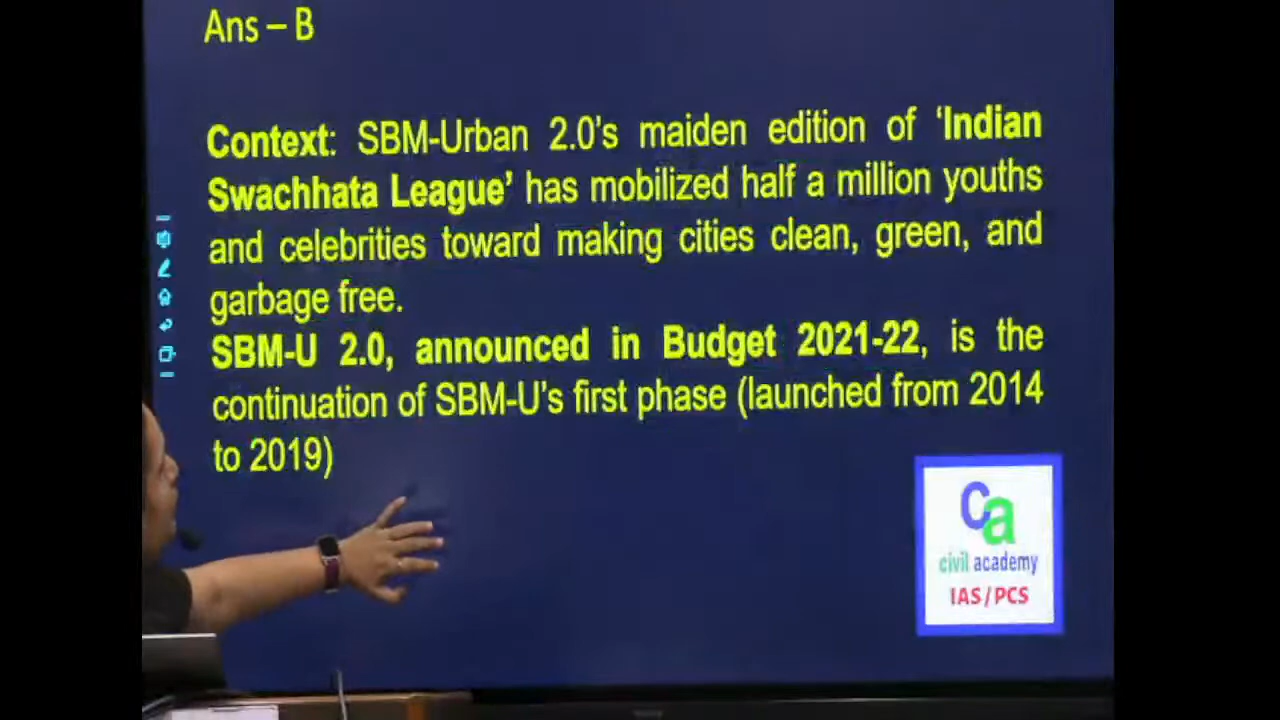 Ans – B
Context: SBM-Urban 2.0's maiden edition of 'Indian
Swachhata League' has mobilized half a million youths
and celebrities toward making cities clean, green, and
garbage free.
SBM-U 2.0, announced in Budget 2021-22, is the
continuation of SBM-U's first phase (launched from 2014
to 2019)
ca
civil academy
IAS/PCS